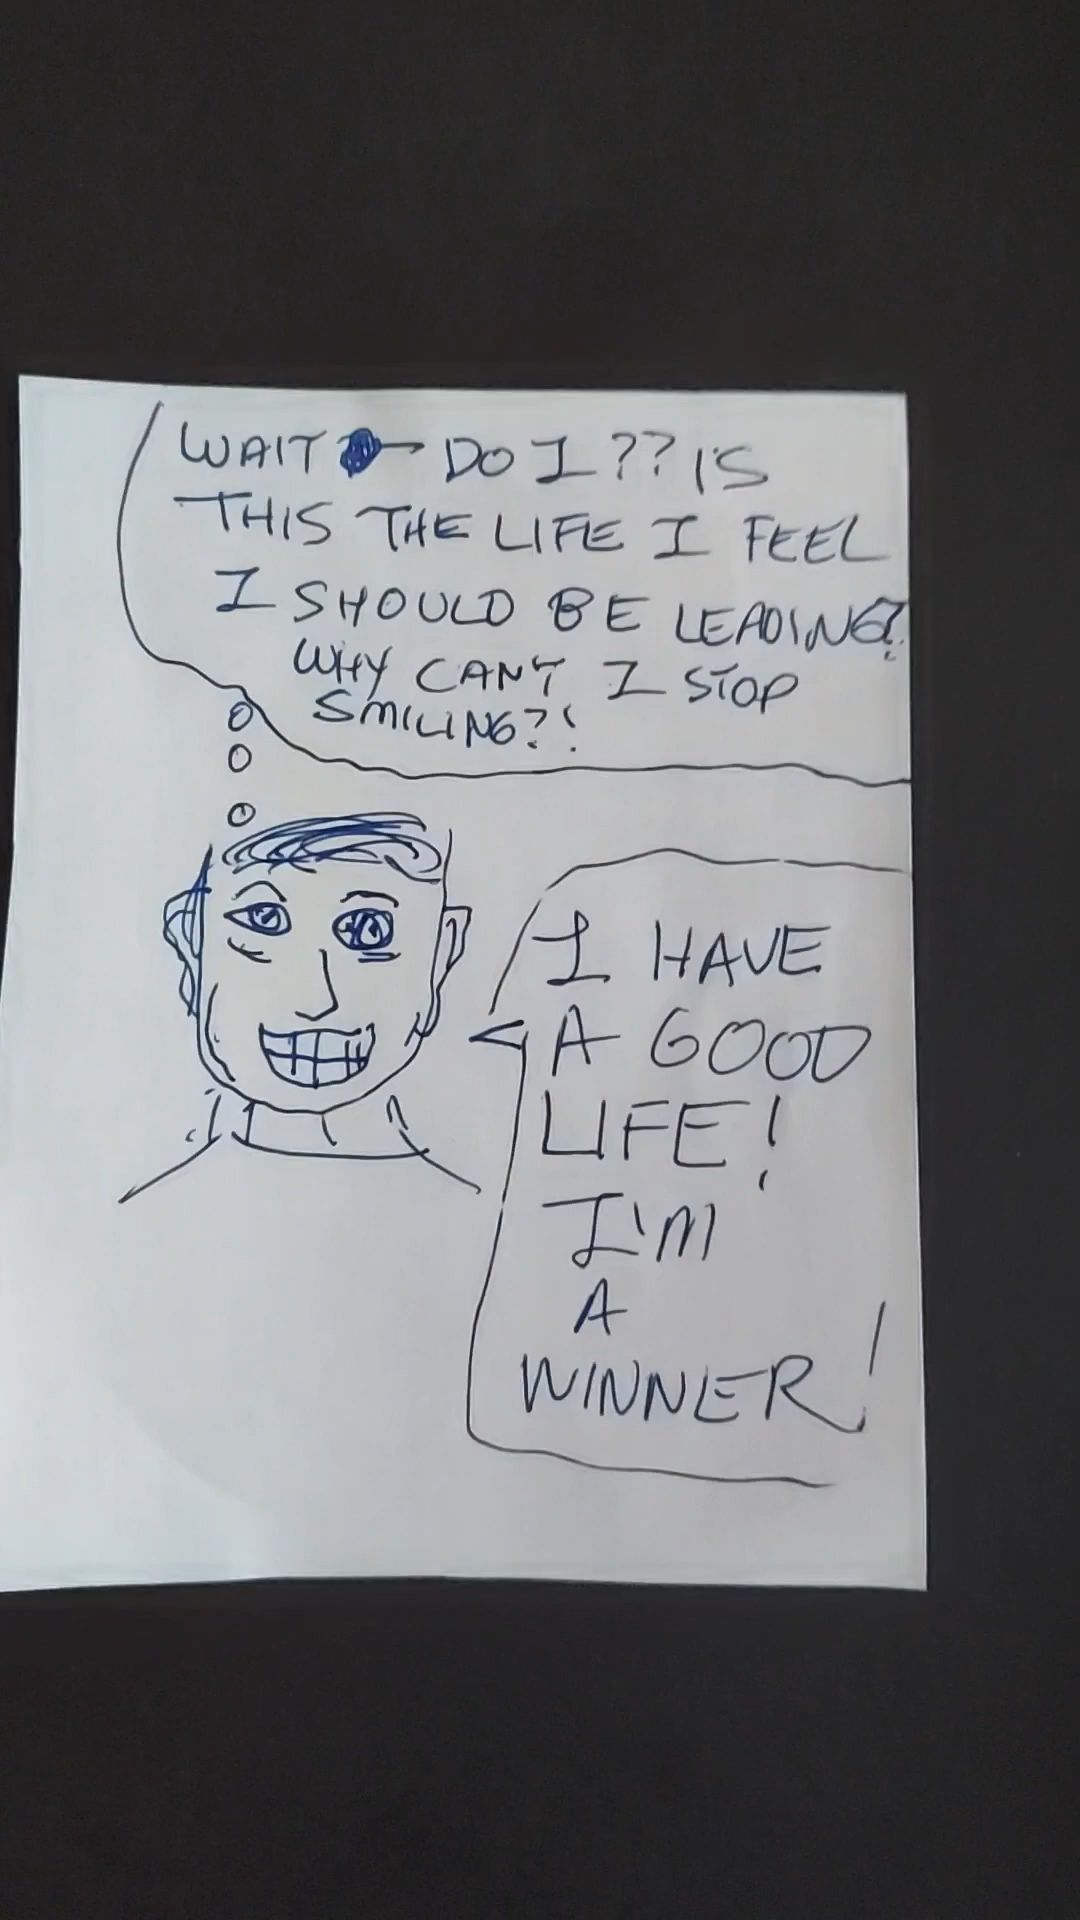 WAIT - DO I ?? IS
THIS THE LIFE I FEEL
I SHOULD BE LEADING?
WHY CAN'T I STOP
SMILING?!
I HAVE
A GOOD
LIFE!
I'M
A
WINNER!